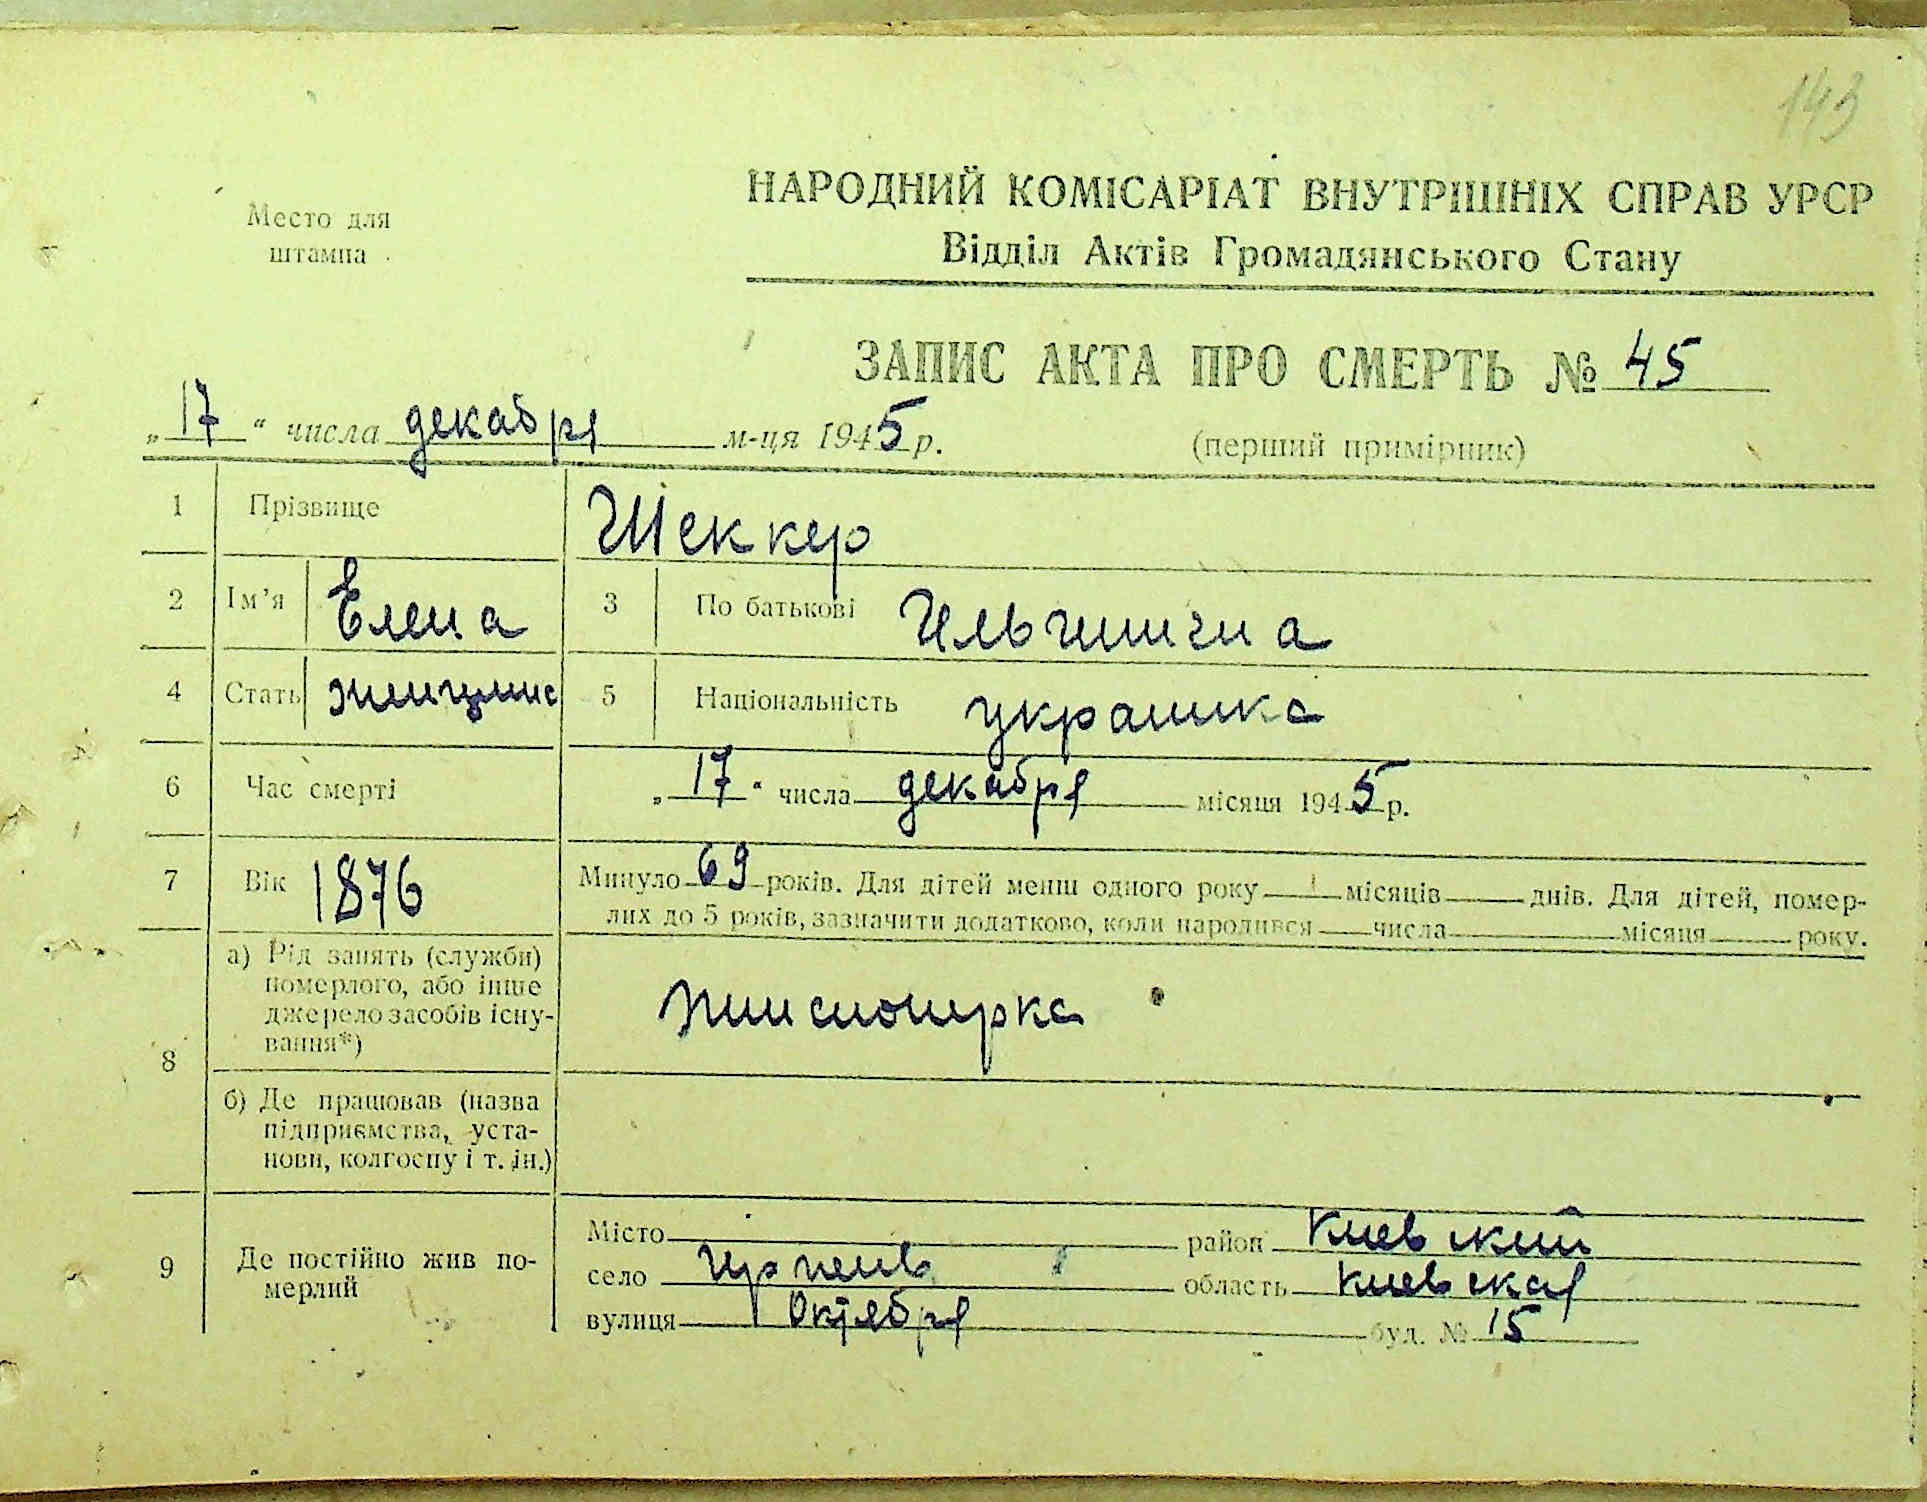 143
Место для
штампа
НАРОДНИЙ КОМІСАРІАТ ВНУТРІШНІХ СПРАВ УРСР
Відділ Актів Громадянського Стану
ЗАПИС АКТА ПРО СМЕРТЬ № 45
„17“ числа декабря м-ця 1945 р. (перший примірник)
1 Прізвище Шеккер
2 Ім'я Елена 3 По батькові Ильинична
4 Стать женщина 5 Національність украинка
6 Час смерті „17“ числа декабря місяця 1945 р.
7 Вік 1876 Минуло 69 років. Для дітей менш одного року місяців днів. Для дітей, помер-
лих до 5 років, зазначити додатково, коли народився числа місяця року.
8 а) Рід занять (служби)
померлого, або інше
джерело засобів існу-
вання*)
пенсионерка
б) Де працював (назва
підприємства, уста-
нови, колгоспу і т. ін.)
9 Де постійно жив по-
мерлий
Місто район Киевский
село Ирпень область Киевская
вулиця Октября буд. № 15